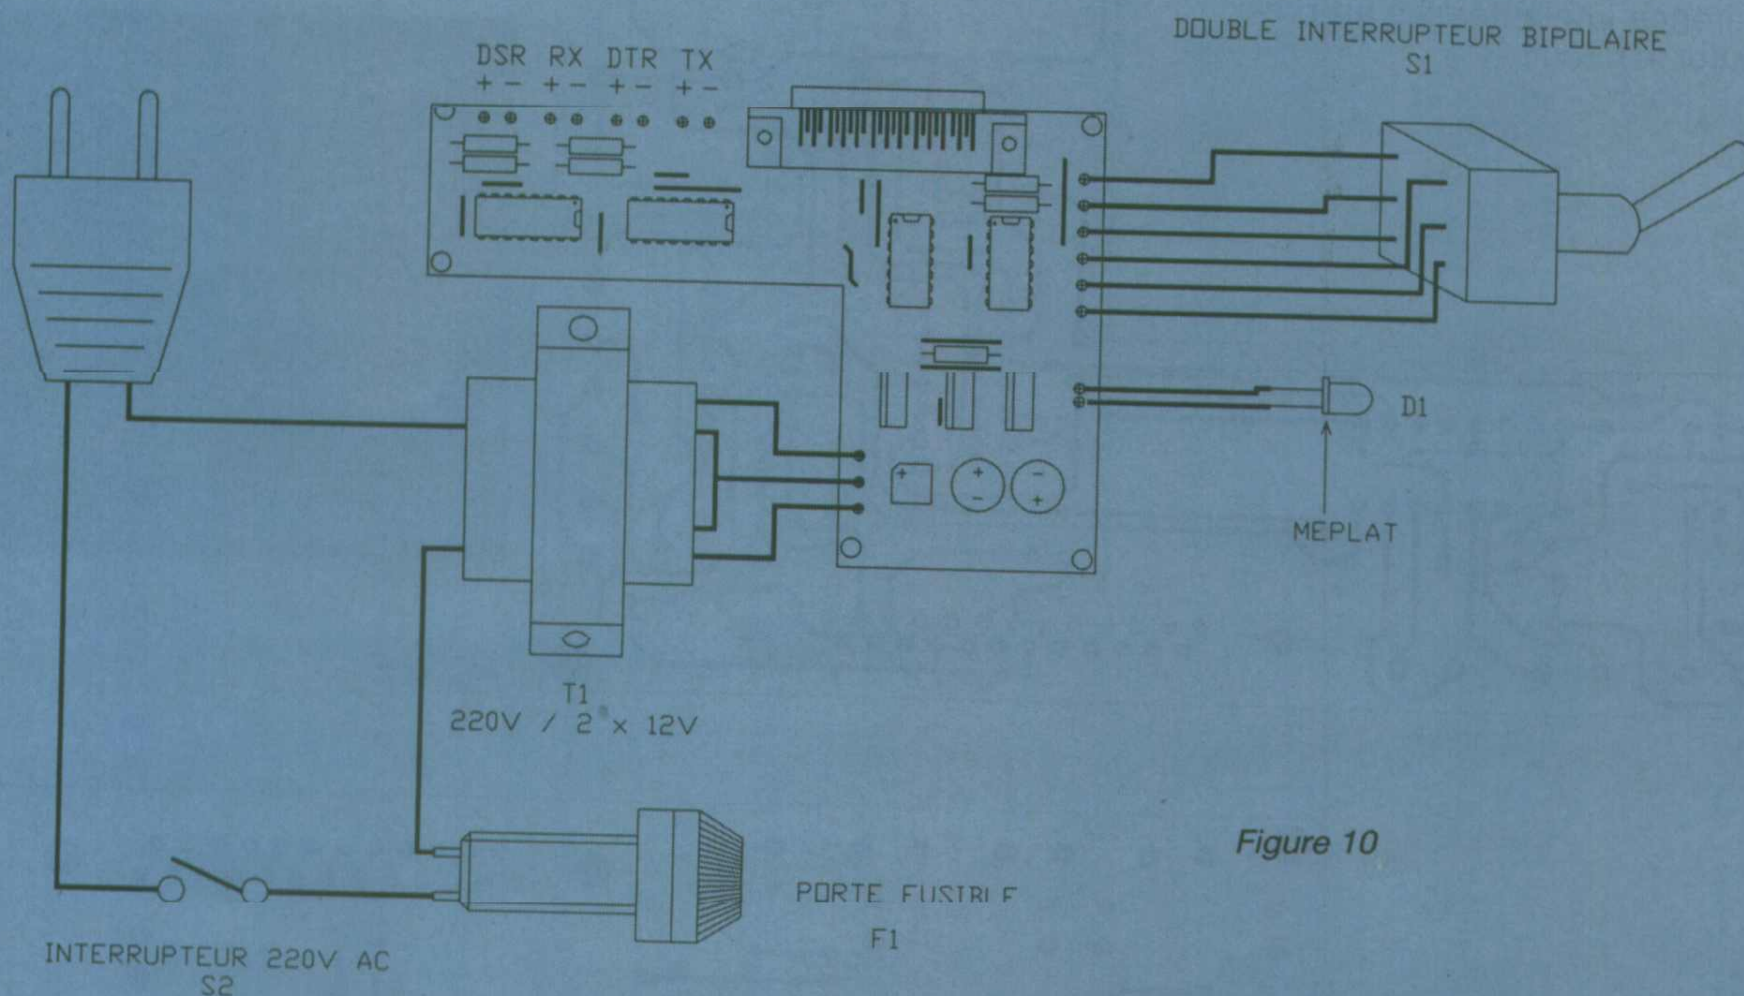 DOUBLE INTERRUPTEUR BIPOLAIRE
S1
DSR RX DTR TX
+ - + - + - + -
D1
MEPLAT
+ + -
- +
T1
220V / 2 x 12V
Figure 10
PORTE FUSIBLE
F1
INTERRUPTEUR 220V AC
S2